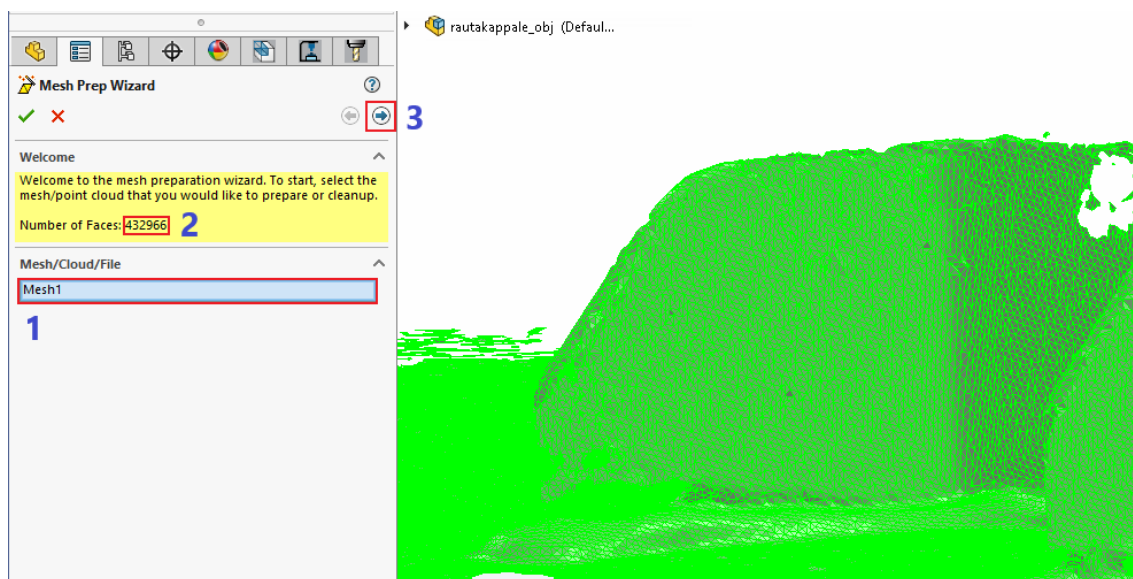 rautakappale_obj (Defaul...
Mesh Prep Wizard
3
Welcome
Welcome to the mesh preparation wizard. To start, select the
mesh/point cloud that you would like to prepare or cleanup.
Number of Faces: 432966 2
Mesh/Cloud/File
Mesh1
1